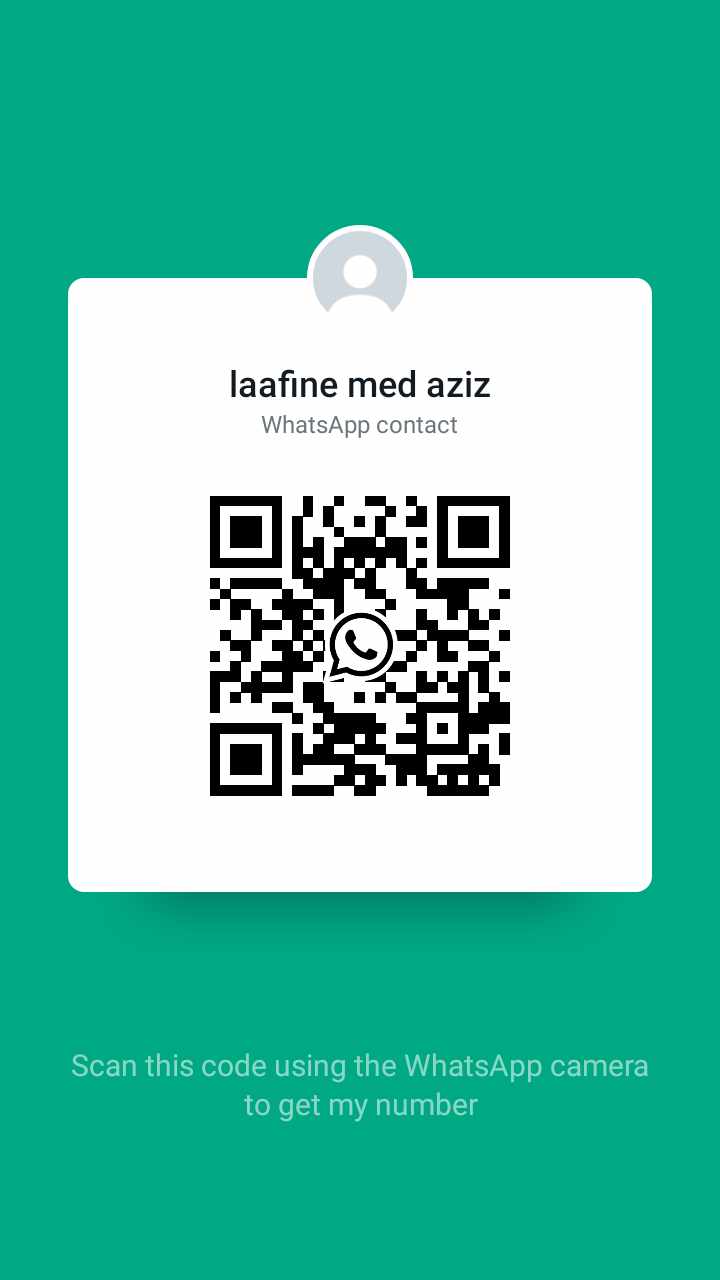 laafine med aziz
WhatsApp contact
Scan this code using the WhatsApp camera
to get my number